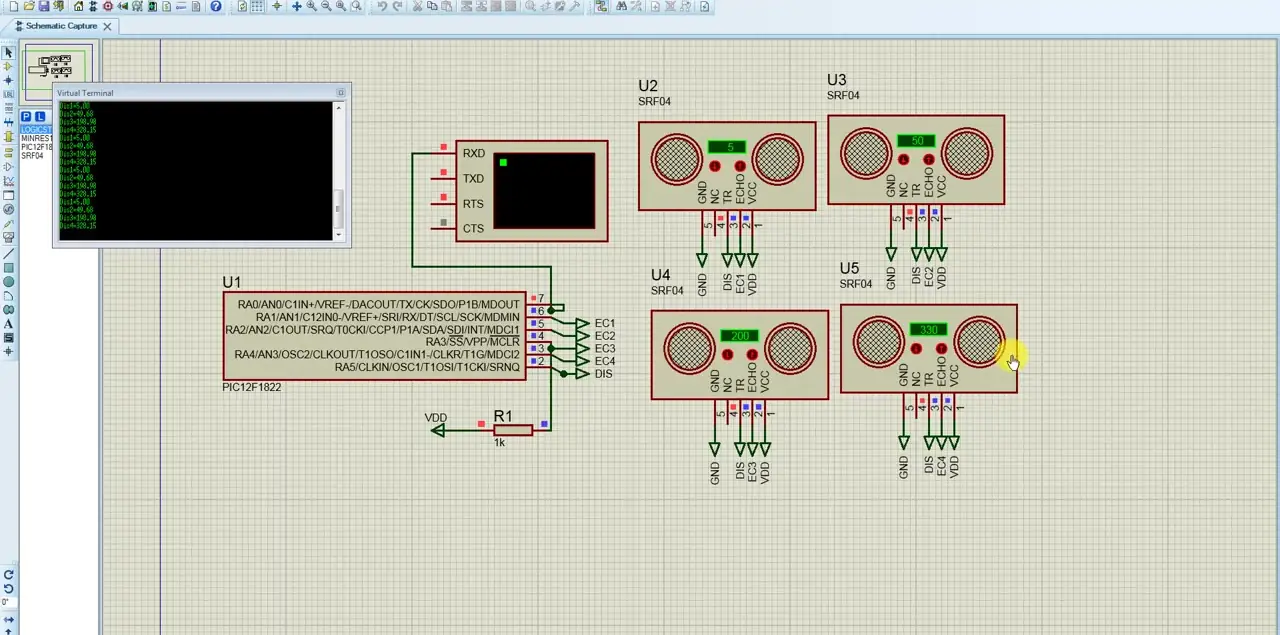 Schematic Capture
Virtual Terminal
Dis1=5.00
Dis2=49.68
Dis3=198.90
Dis4=328.15
Dis1=5.00
Dis2=49.68
Dis3=198.90
Dis4=328.15
Dis1=5.00
Dis2=49.68
Dis3=198.90
Dis4=328.15
Dis1=5.00
Dis2=49.68
Dis3=198.90
Dis4=328.15
P L
LOGICST
MINRES1
PIC12F18
SRF04
RXD
TXD
RTS
CTS
U2
SRF04
5
GND
NC
TR
ECHO
VCC
5 4 3 2 1
GND
DIS
EC1
VDD
U3
SRF04
50
GND
NC
TR
ECHO
VCC
5 4 3 2 1
GND
DIS
EC2
VDD
U4
SRF04
200
GND
NC
TR
ECHO
VCC
5 4 3 2 1
GND
DIS
EC3
VDD
U5
SRF04
330
GND
NC
TR
ECHO
VCC
5 4 3 2 1
GND
DIS
EC4
VDD
U1
RA0/AN0/C1IN+/VREF-/DACOUT/TX/CK/SDO/P1B/MDOUT 7
RA1/AN1/C12IN0-/VREF+/SRI/RX/DT/SCL/SCK/MDMIN 6
RA2/AN2/C1OUT/SRQ/T0CKI/CCP1/P1A/SDA/SDI/INT/MDCI1 5
RA3/SS/VPP/MCLR 4
RA4/AN3/OSC2/CLKOUT/T1OSO/C1IN1-/CLKR/T1G/MDCI2 3
RA5/CLKIN/OSC1/T1OSI/T1CKI/SRNQ 2
PIC12F1822
EC1
EC2
EC3
EC4
DIS
VDD
R1
1k
0°